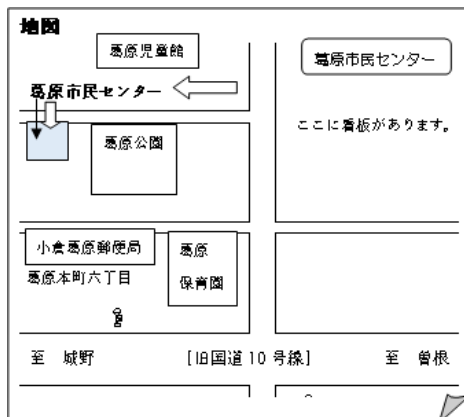 地図
葛原児童館
葛原市民センター
葛原市民センター
ここに看板があります。
葛原公園
小倉葛原郵便局
葛原
保育園
葛原本町六丁目
至 城野
[旧国道10号線]
至 曽根